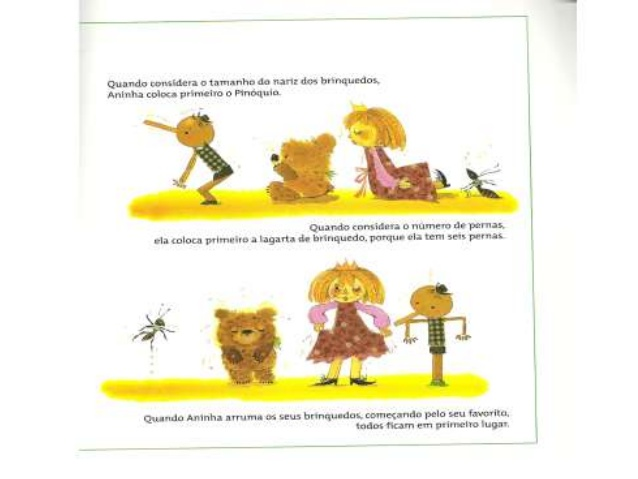 Quando considera o tamanho do nariz dos brinquedos,
Aninha coloca primeiro o Pinóquio.
Quando considera o número de pernas,
ela coloca primeiro a lagarta de brinquedo, porque ela tem seis pernas.
Quando Aninha arruma os seus brinquedos, começando pelo seu favorito,
todos ficam em primeiro lugar.